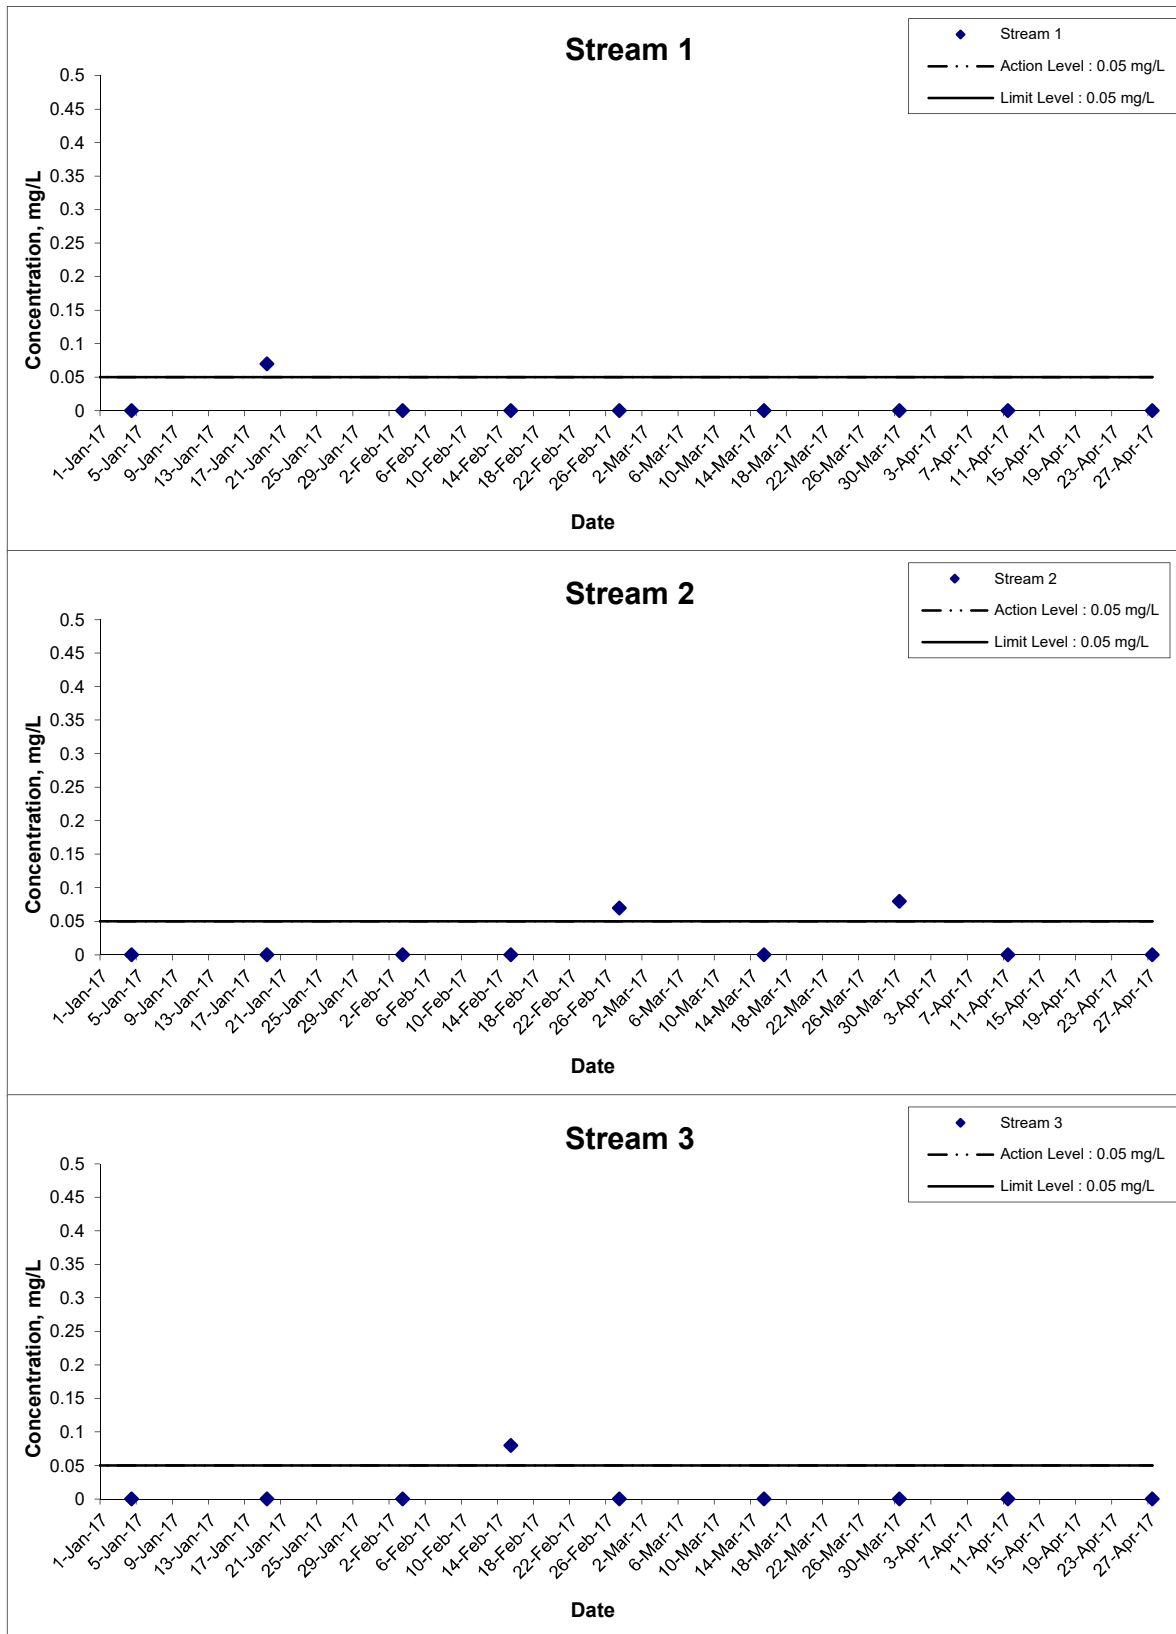 Stream 1
Stream 1
Action Level : 0.05 mg/L
Limit Level : 0.05 mg/L
Concentration, mg/L
0.5
0.45
0.4
0.35
0.3
0.25
0.2
0.15
0.1
0.05
0
1-Jan-17
5-Jan-17
9-Jan-17
13-Jan-17
17-Jan-17
21-Jan-17
25-Jan-17
29-Jan-17
2-Feb-17
6-Feb-17
10-Feb-17
14-Feb-17
18-Feb-17
22-Feb-17
26-Feb-17
2-Mar-17
6-Mar-17
10-Mar-17
14-Mar-17
18-Mar-17
22-Mar-17
26-Mar-17
30-Mar-17
3-Apr-17
7-Apr-17
11-Apr-17
15-Apr-17
19-Apr-17
23-Apr-17
27-Apr-17
Date
Stream 2
Stream 2
Action Level : 0.05 mg/L
Limit Level : 0.05 mg/L
Concentration, mg/L
0.5
0.45
0.4
0.35
0.3
0.25
0.2
0.15
0.1
0.05
0
1-Jan-17
5-Jan-17
9-Jan-17
13-Jan-17
17-Jan-17
21-Jan-17
25-Jan-17
29-Jan-17
2-Feb-17
6-Feb-17
10-Feb-17
14-Feb-17
18-Feb-17
22-Feb-17
26-Feb-17
2-Mar-17
6-Mar-17
10-Mar-17
14-Mar-17
18-Mar-17
22-Mar-17
26-Mar-17
30-Mar-17
3-Apr-17
7-Apr-17
11-Apr-17
15-Apr-17
19-Apr-17
23-Apr-17
27-Apr-17
Date
Stream 3
Stream 3
Action Level : 0.05 mg/L
Limit Level : 0.05 mg/L
Concentration, mg/L
0.5
0.45
0.4
0.35
0.3
0.25
0.2
0.15
0.1
0.05
0
1-Jan-17
5-Jan-17
9-Jan-17
13-Jan-17
17-Jan-17
21-Jan-17
25-Jan-17
29-Jan-17
2-Feb-17
6-Feb-17
10-Feb-17
14-Feb-17
18-Feb-17
22-Feb-17
26-Feb-17
2-Mar-17
6-Mar-17
10-Mar-17
14-Mar-17
18-Mar-17
22-Mar-17
26-Mar-17
30-Mar-17
3-Apr-17
7-Apr-17
11-Apr-17
15-Apr-17
19-Apr-17
23-Apr-17
27-Apr-17
Date